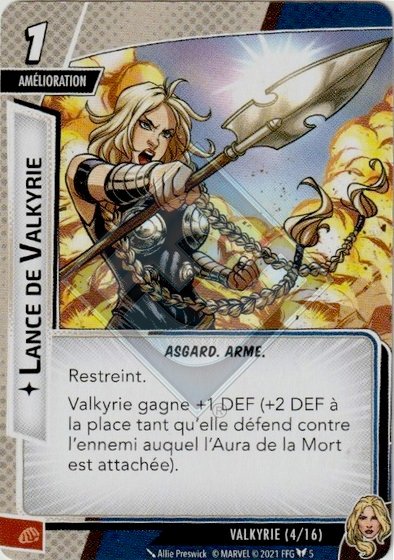 1
AMÉLIORATION
LANCE DE VALKYRIE
ASGARD. ARME.
Restreint.
Valkyrie gagne +1 DEF (+2 DEF à
la place tant qu'elle défend contre
l'ennemi auquel l'Aura de la Mort
est attachée).
VALKYRIE (4/16)
Allie Preswick © MARVEL © 2021 FFG 5